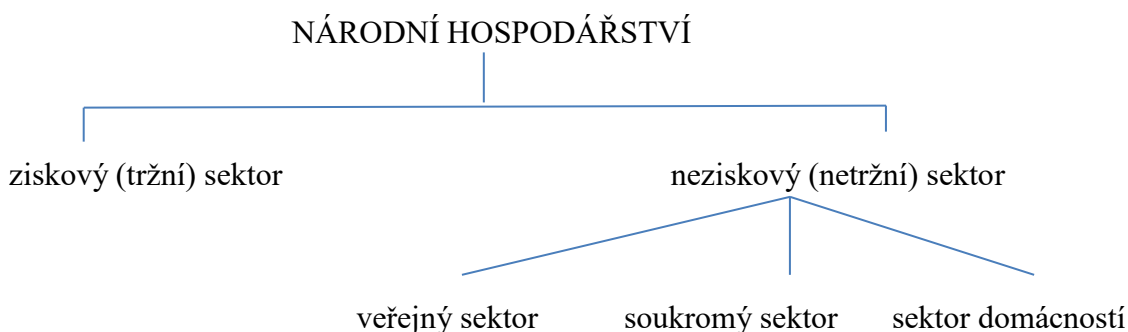 NÁRODNÍ HOSPODÁŘSTVÍ
ziskový (tržní) sektor neziskový (netržní) sektor
veřejný sektor soukromý sektor sektor domácností